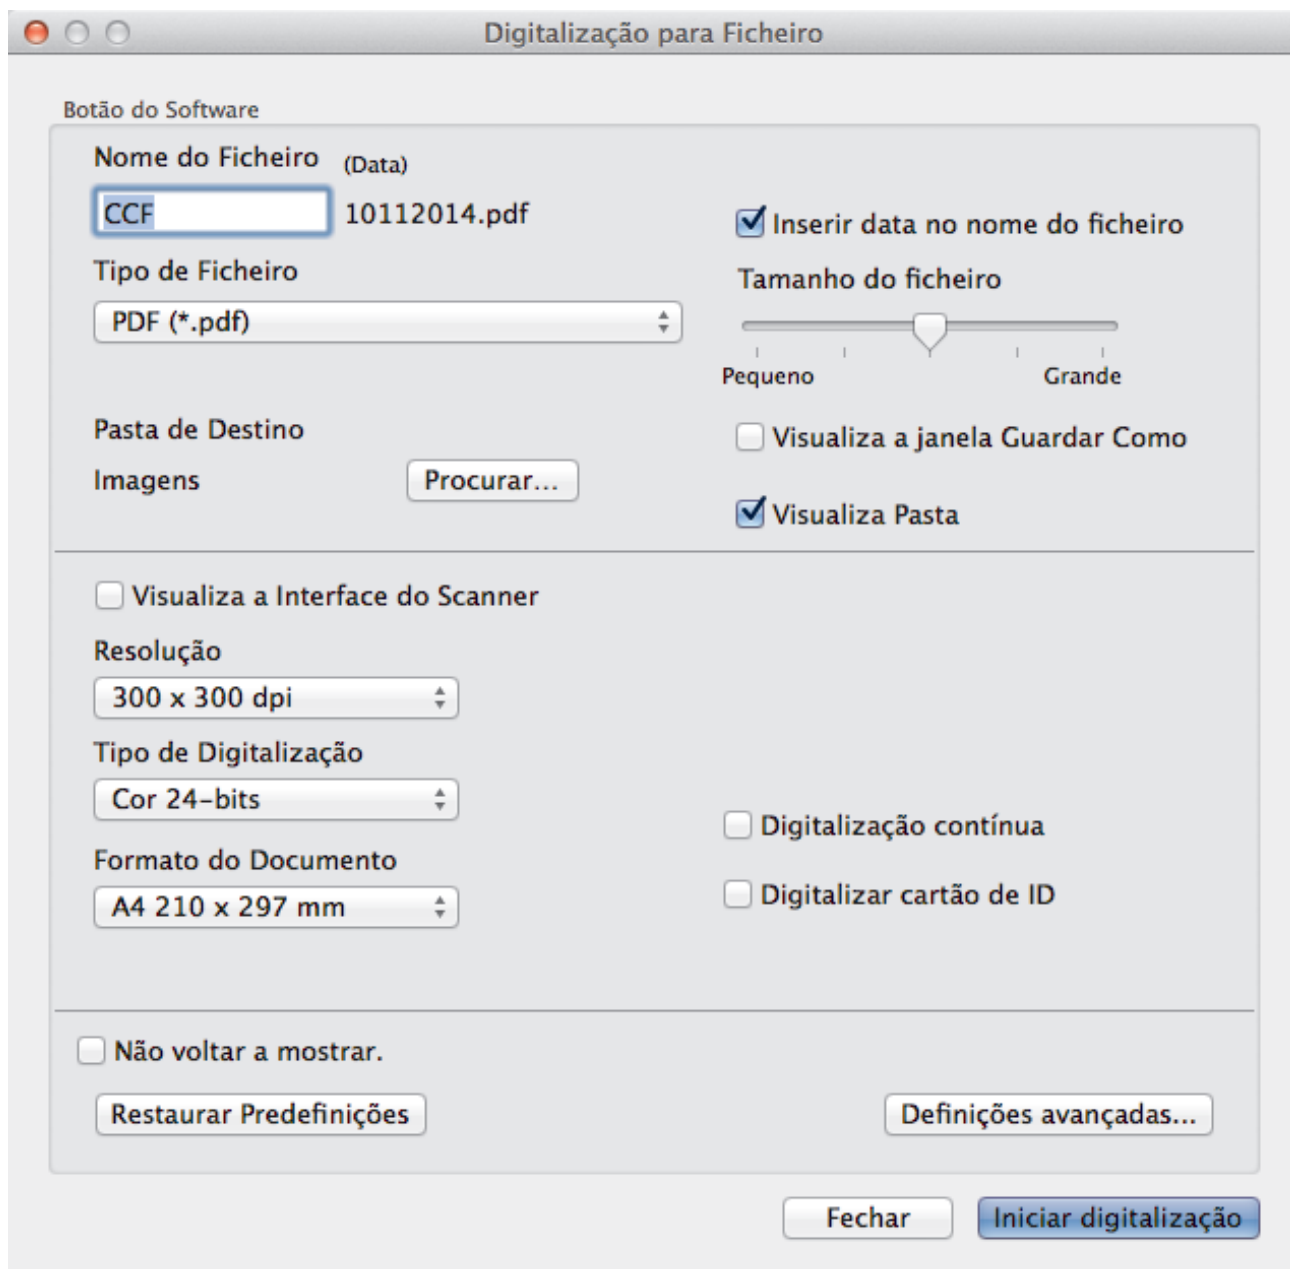 Digitalização para Ficheiro
Botão do Software
Nome do Ficheiro (Data)
CCF 10112014.pdf
Inserir data no nome do ficheiro
Tipo de Ficheiro
Tamanho do ficheiro
PDF (*.pdf)
Pequeno Grande
Pasta de Destino
Visualiza a janela Guardar Como
Imagens Procurar...
Visualiza Pasta
Visualiza a Interface do Scanner
Resolução
300 x 300 dpi
Tipo de Digitalização
Cor 24-bits
Digitalização contínua
Formato do Documento
A4 210 x 297 mm
Digitalizar cartão de ID
Não voltar a mostrar.
Restaurar Predefinições Definições avançadas...
Fechar Iniciar digitalização